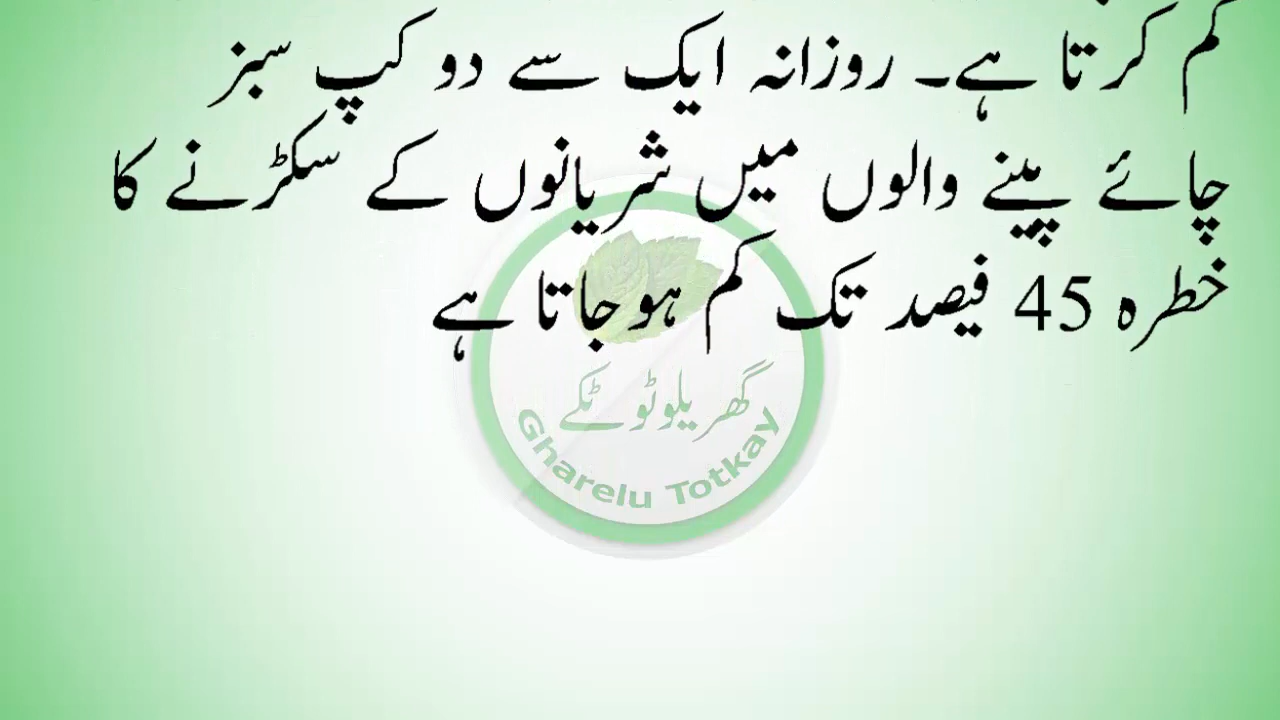 کم کرتا ہے۔ روزانہ ایک سے دو کپ سبز
چائے پینے والوں میں شریانوں کے سکڑنے کا
خطرہ 45 فیصد تک کم ہوجاتا ہے
گھریلو ٹوٹکے
Gharelu Totkay